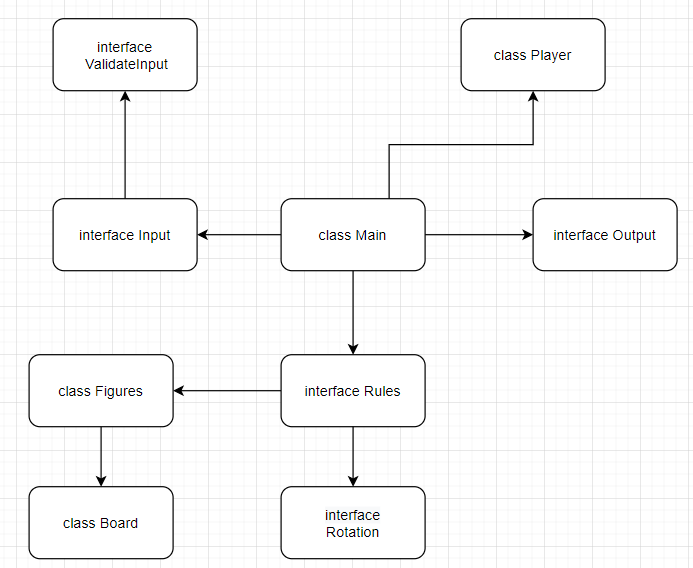 interface
ValidateInput
class Player
interface Input
class Main
interface Output
class Figures
interface Rules
class Board
interface
Rotation